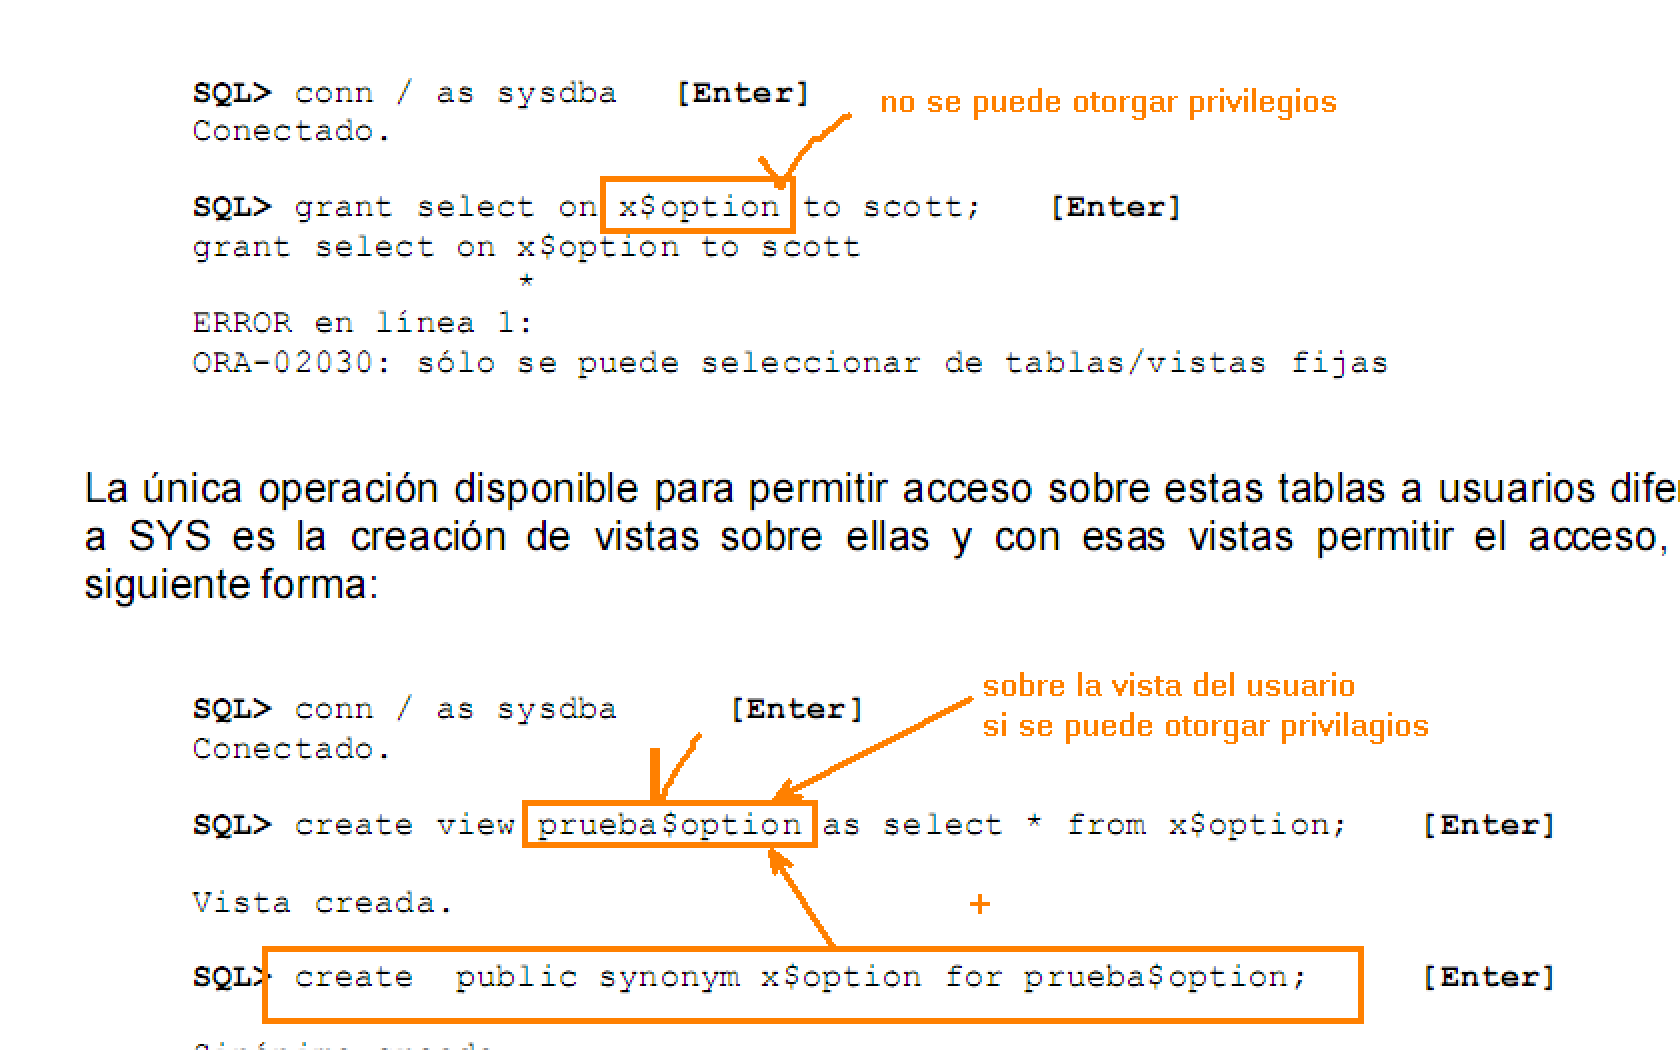 SQL> conn / as sysdba [Enter]
no se puede otorgar privilegios
Conectado.
SQL> grant select on x$option to scott; [Enter]
grant select on x$option to scott
*
ERROR en línea 1:
ORA-02030: sólo se puede seleccionar de tablas/vistas fijas
La única operación disponible para permitir acceso sobre estas tablas a usuarios
a SYS es la creación de vistas sobre ellas y con esas vistas permitir el acceso,
siguiente forma:
sobre la vista del usuario
si se puede otorgar privilagios
SQL> conn / as sysdba [Enter]
Conectado.
SQL> create view prueba$option as select * from x$option; [Enter]
Vista creada.
+
SQL> create public synonym x$option for prueba$option; [Enter]